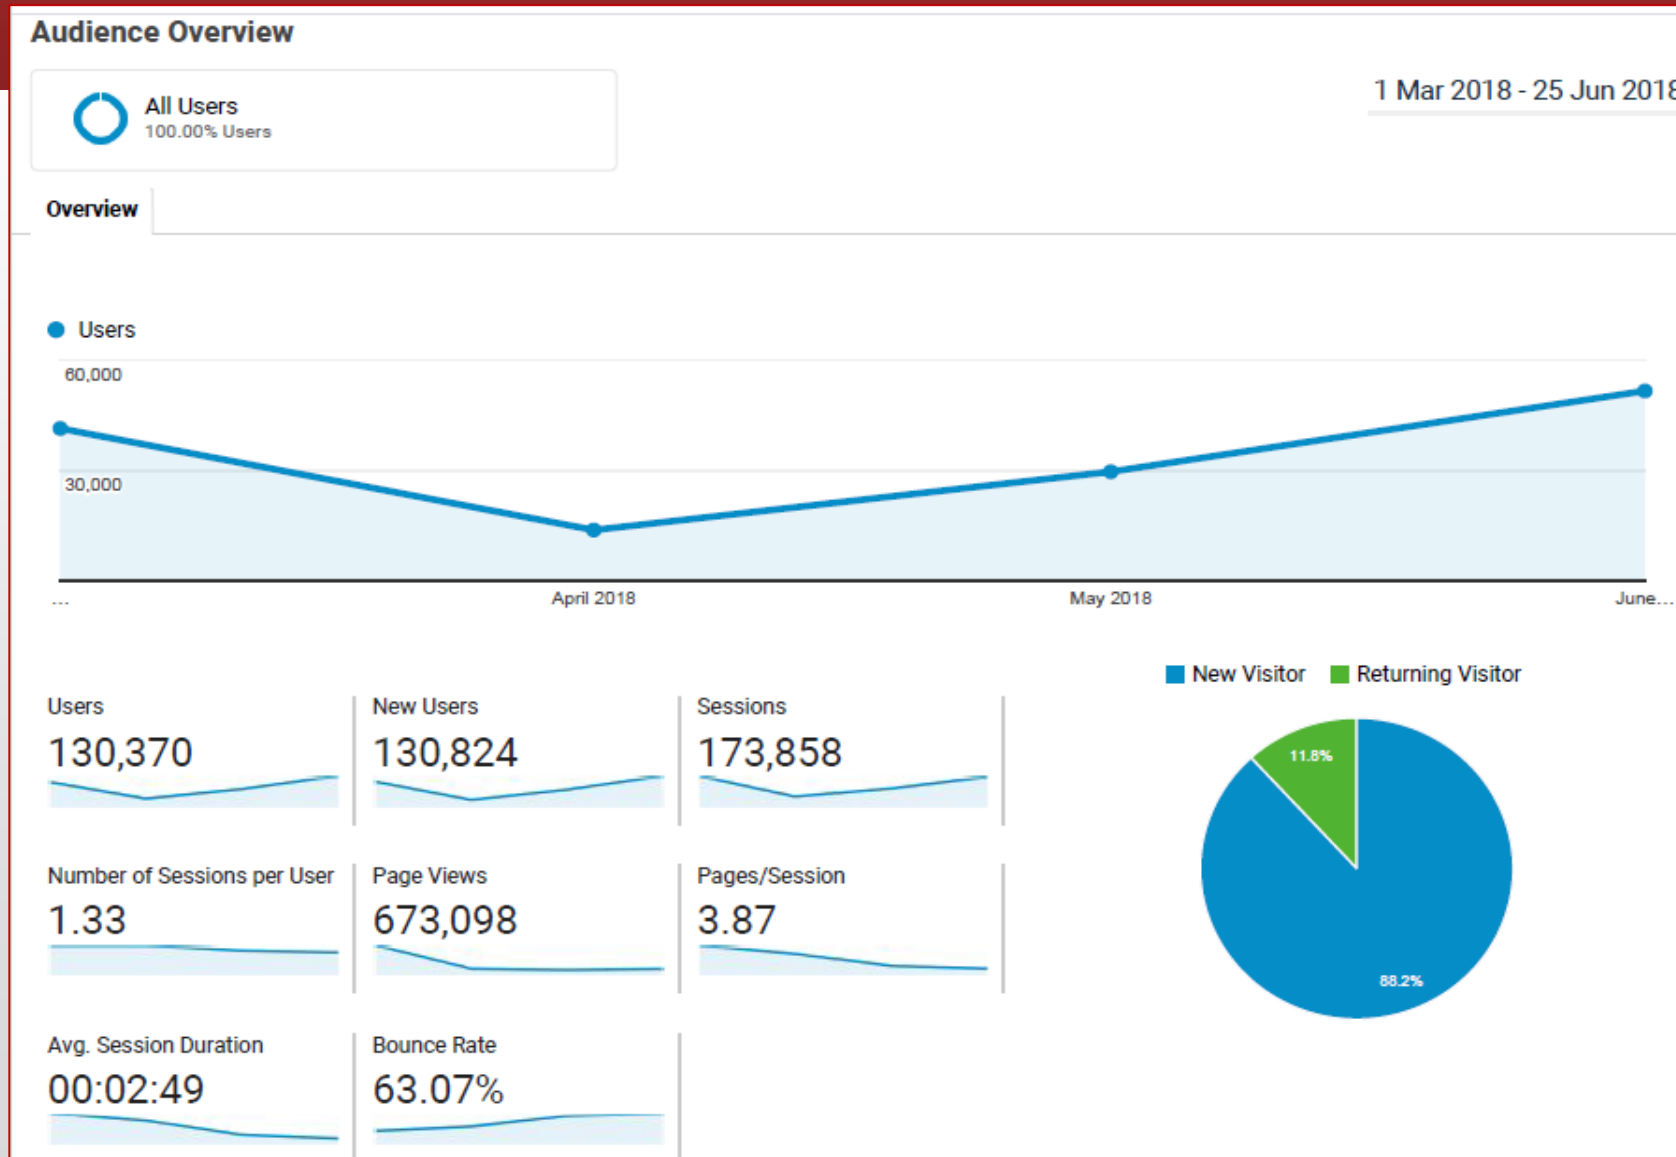 Audience Overview
All Users
100.00% Users
1 Mar 2018 - 25 Jun 2018
Overview
Users
60,000
30,000
...
April 2018
May 2018
June...
New Visitor
Returning Visitor
Users
130,370
New Users
130,824
Sessions
173,858
11.8%
88.2%
Number of Sessions per User
1.33
Page Views
673,098
Pages/Session
3.87
Avg. Session Duration
00:02:49
Bounce Rate
63.07%